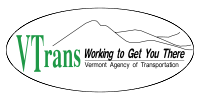 VTrans Working to Get You There
Vermont Agency of Transportation